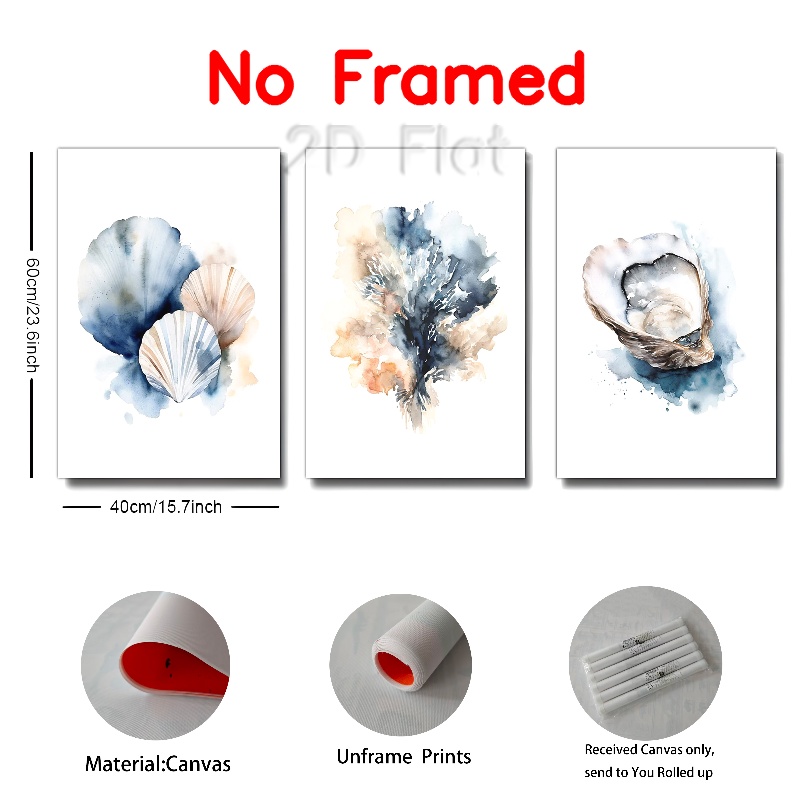 No Framed
2D Flat
60cm/23.6inch
40cm/15.7inch
Material:Canvas
Unframe Prints
Received Canvas only,
send to You Rolled up